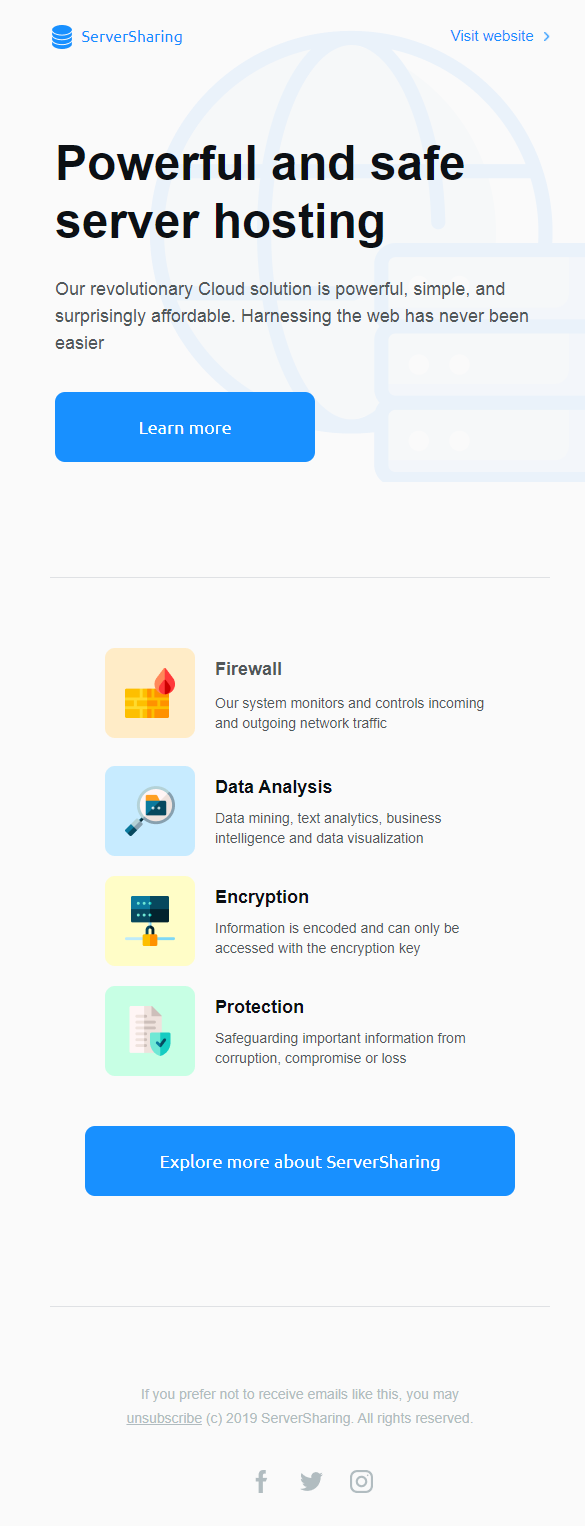 ServerSharing
Visit website
Powerful and safe
server hosting
Our revolutionary Cloud solution is powerful, simple, and
surprisingly affordable. Harnessing the web has never been
easier
Learn more
Firewall
Our system monitors and controls incoming
and outgoing network traffic
Data Analysis
Data mining, text analytics, business
intelligence and data visualization
Encryption
Information is encoded and can only be
accessed with the encryption key
Protection
Safeguarding important information from
corruption, compromise or loss
Explore more about ServerSharing
If you prefer not to receive emails like this, you may
unsubscribe (c) 2019 ServerSharing. All rights reserved.